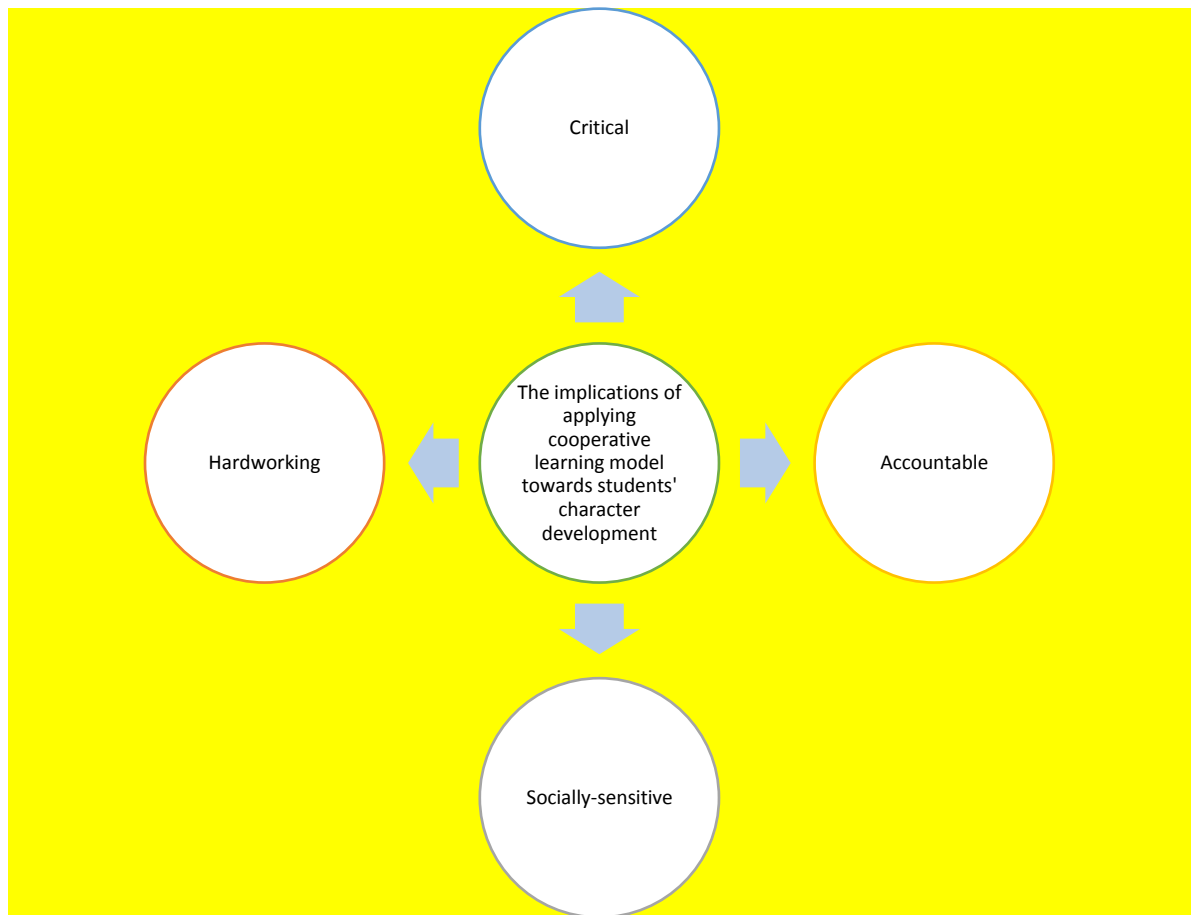 Critical
Hardworking
The implications of
applying
cooperative
learning model
towards students'
character
development
Accountable
Socially-sensitive